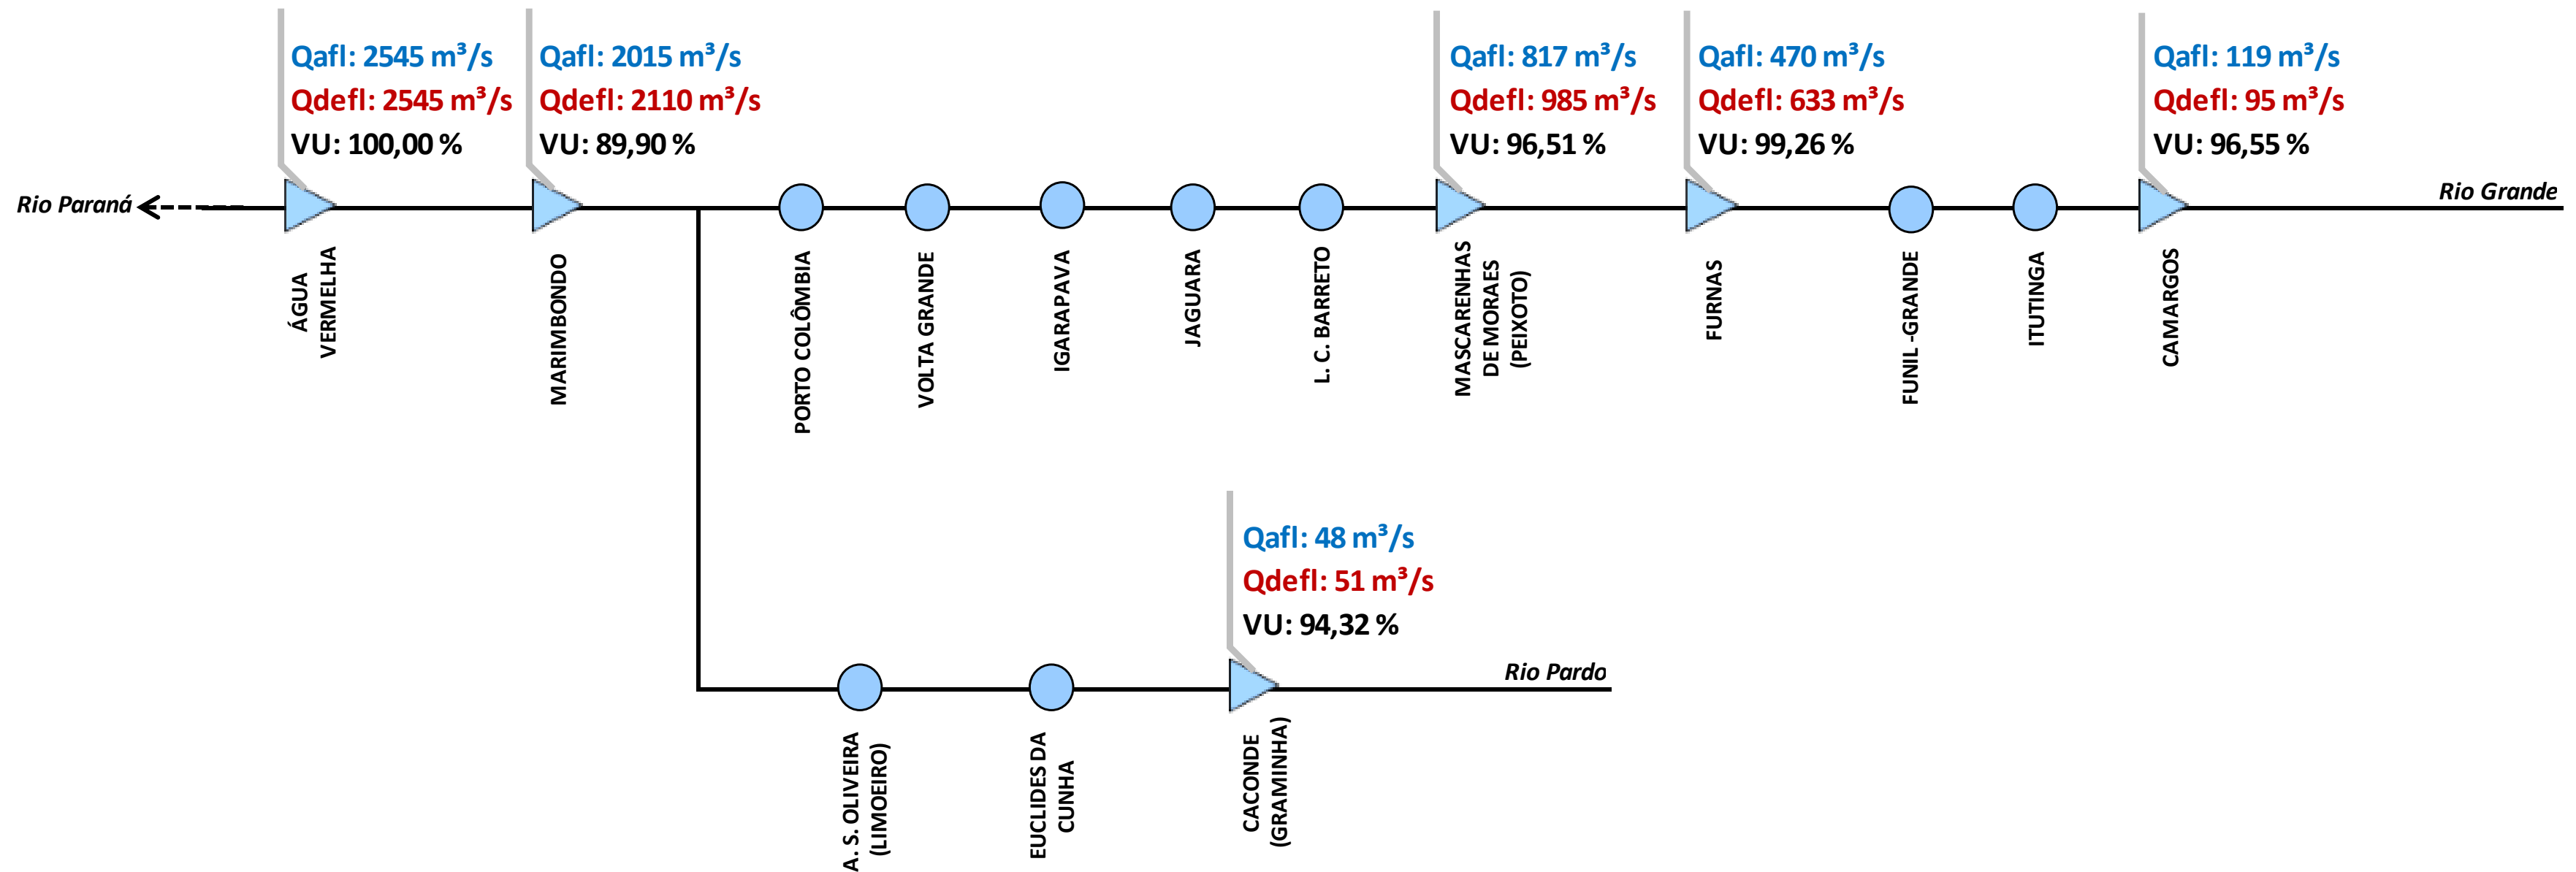 Qafl: 2545 m³/s
Qdefl: 2545 m³/s
VU: 100,00 %
Qafl: 2015 m³/s
Qdefl: 2110 m³/s
VU: 89,90 %
Qafl: 817 m³/s
Qdefl: 985 m³/s
VU: 96,51 %
Qafl: 470 m³/s
Qdefl: 633 m³/s
VU: 99,26 %
Qafl: 119 m³/s
Qdefl: 95 m³/s
VU: 96,55 %
Rio Paraná
Rio Grande
ÁGUA
VERMELHA
MARIMBONDO
PORTO COLÔMBIA
VOLTA GRANDE
IGARAPAVA
JAGUARA
L. C. BARRETO
MASCARENHAS
DE MORAES
(PEIXOTO)
FURNAS
FUNIL -GRANDE
ITUTINGA
CAMARGOS
Qafl: 48 m³/s
Qdefl: 51 m³/s
VU: 94,32 %
Rio Pardo
A. S. OLIVEIRA
(LIMOEIRO)
EUCLIDES DA
CUNHA
CACONDE
(GRAMINHA)